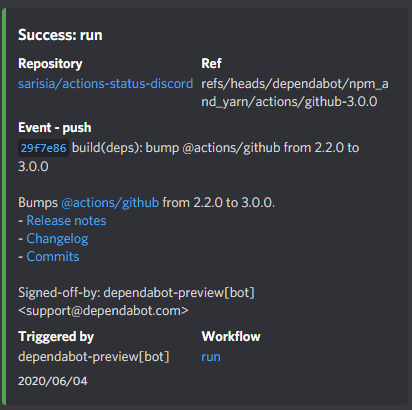 Success: run
Repository Ref
sarisia/actions-status-discord refs/heads/dependabot/npm_a
nd_yarn/actions/github-3.0.0
Event - push
29f7e86 build(deps): bump @actions/github from 2.2.0 to
3.0.0
Bumps @actions/github from 2.2.0 to 3.0.0.
- Release notes
- Changelog
- Commits
Signed-off-by: dependabot-preview[bot]
<support@dependabot.com>
Triggered by Workflow
dependabot-preview[bot] run
2020/06/04